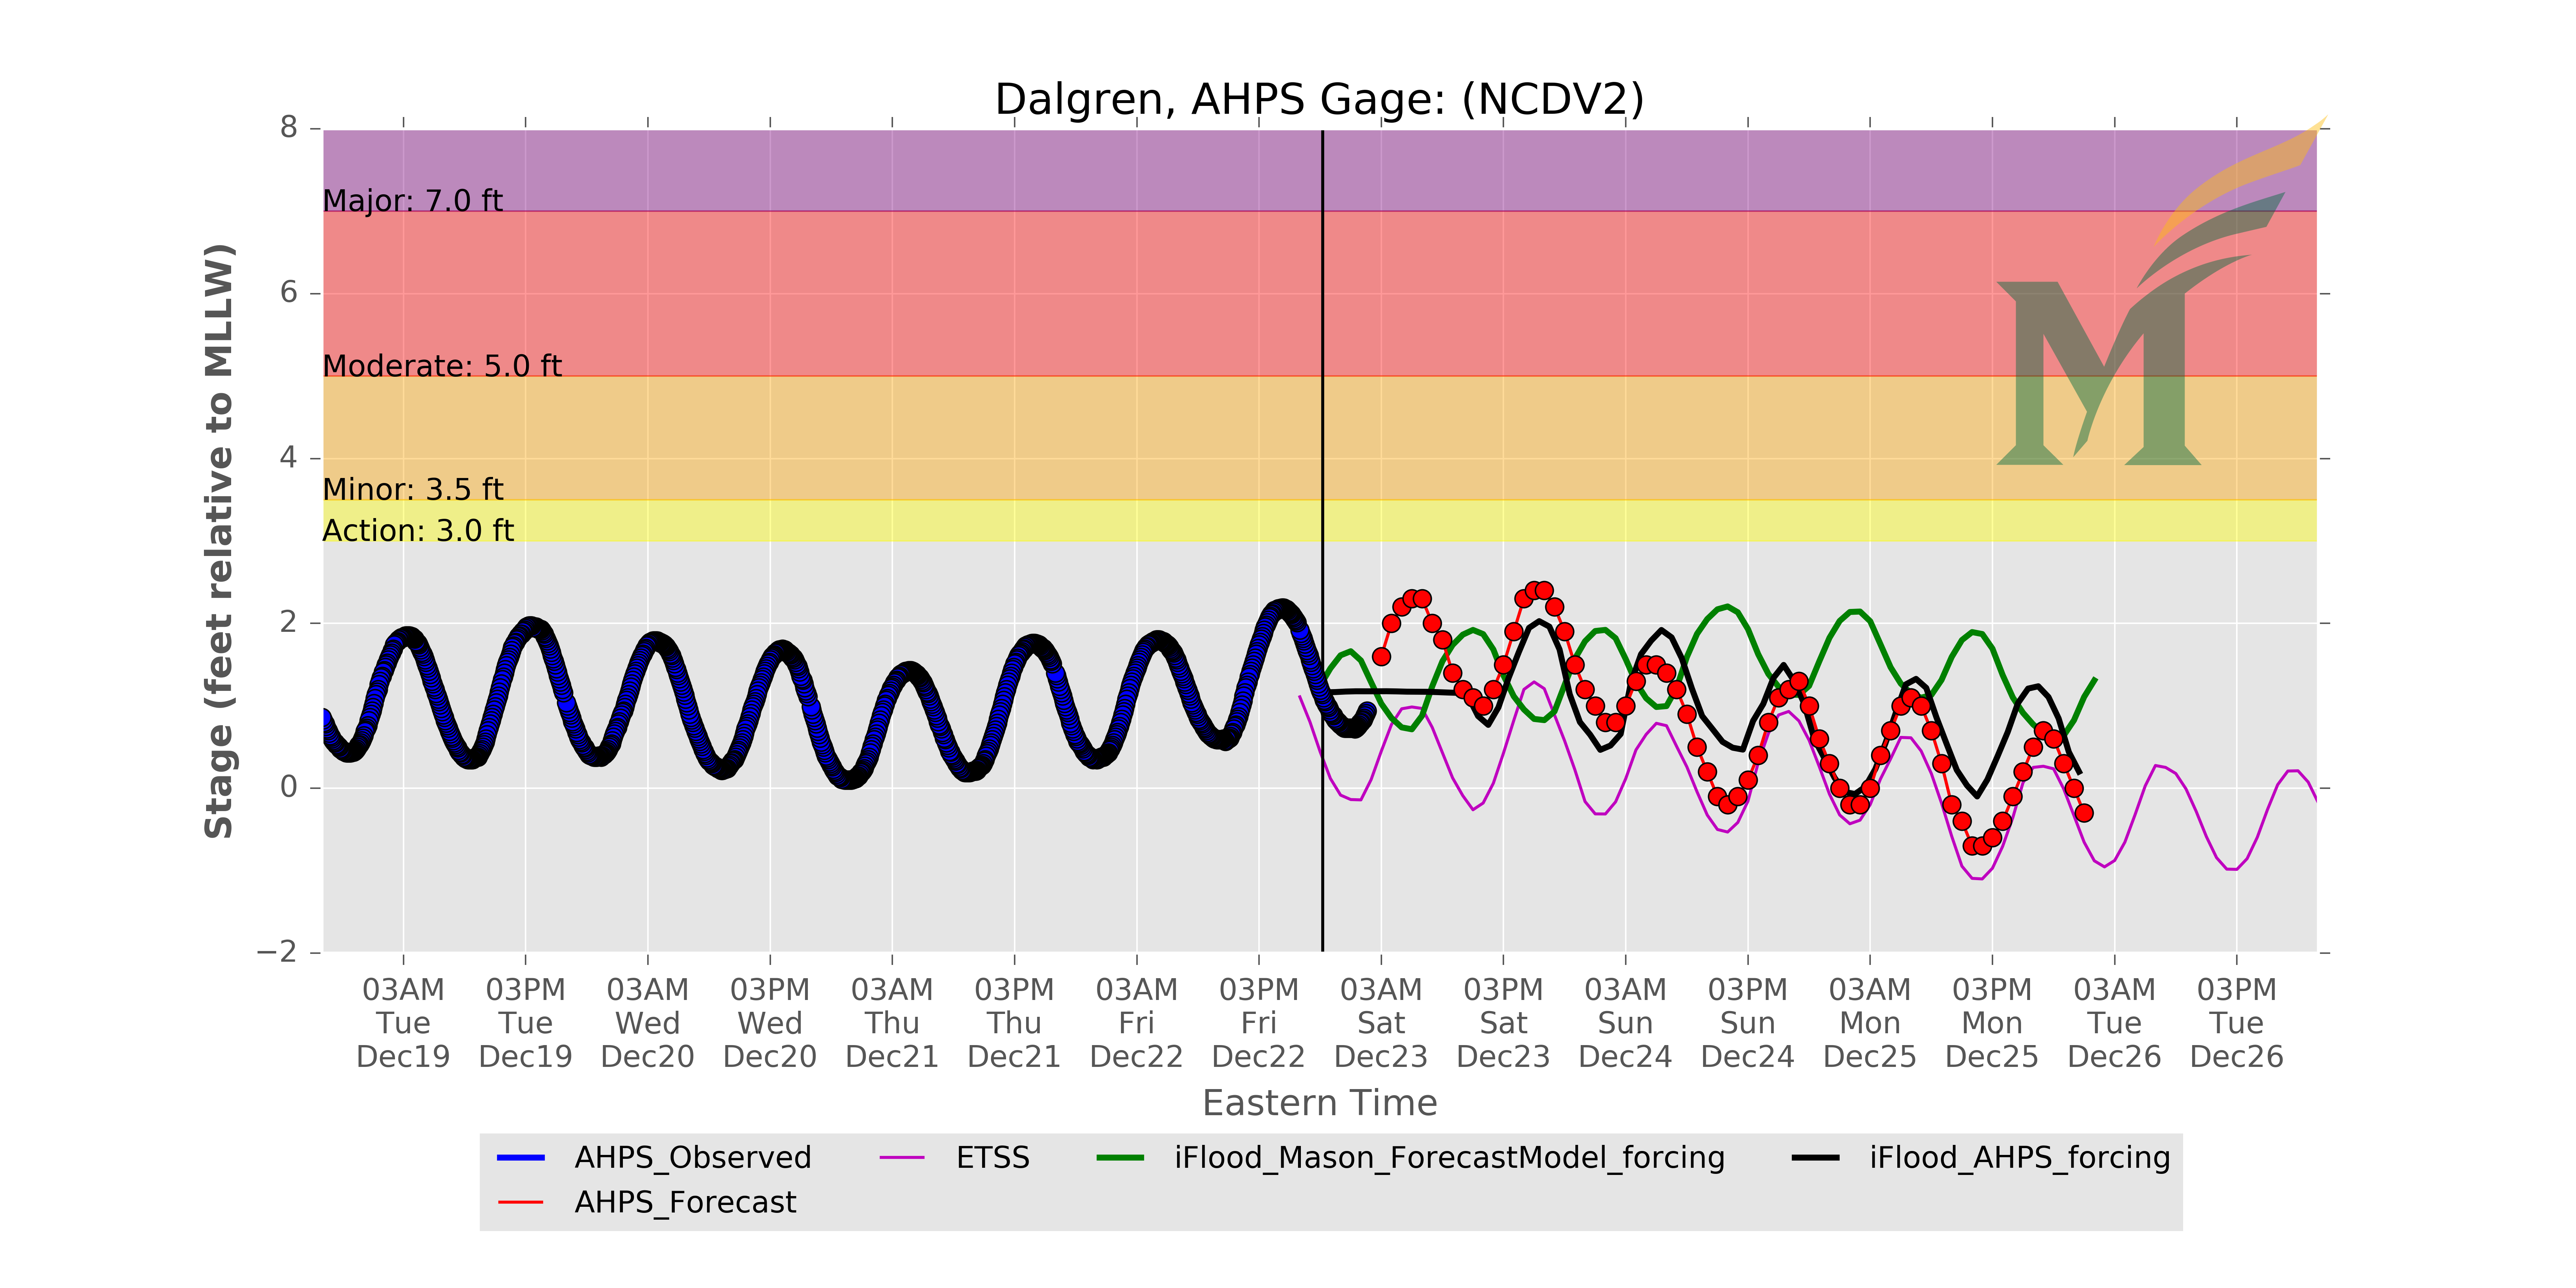 Dalgren, AHPS Gage: (NCDV2)
8
6
4
2
0
−2
Stage (feet relative to MLLW)
Major: 7.0 ft
Moderate: 5.0 ft
Minor: 3.5 ft
Action: 3.0 ft
M
03AM 03PM 03AM 03PM 03AM 03PM 03AM 03PM 03AM 03PM 03AM 03PM 03AM 03PM 03AM 03PM
Tue Tue Wed Wed Thu Thu Fri Fri Sat Sat Sun Sun Mon Mon Tue Tue
Dec19 Dec19 Dec20 Dec20 Dec21 Dec21 Dec22 Dec22 Dec23 Dec23 Dec24 Dec24 Dec25 Dec25 Dec26 Dec26
Eastern Time
AHPS_Observed ETSS iFlood_Mason_ForecastModel_forcing iFlood_AHPS_forcing
AHPS_Forecast